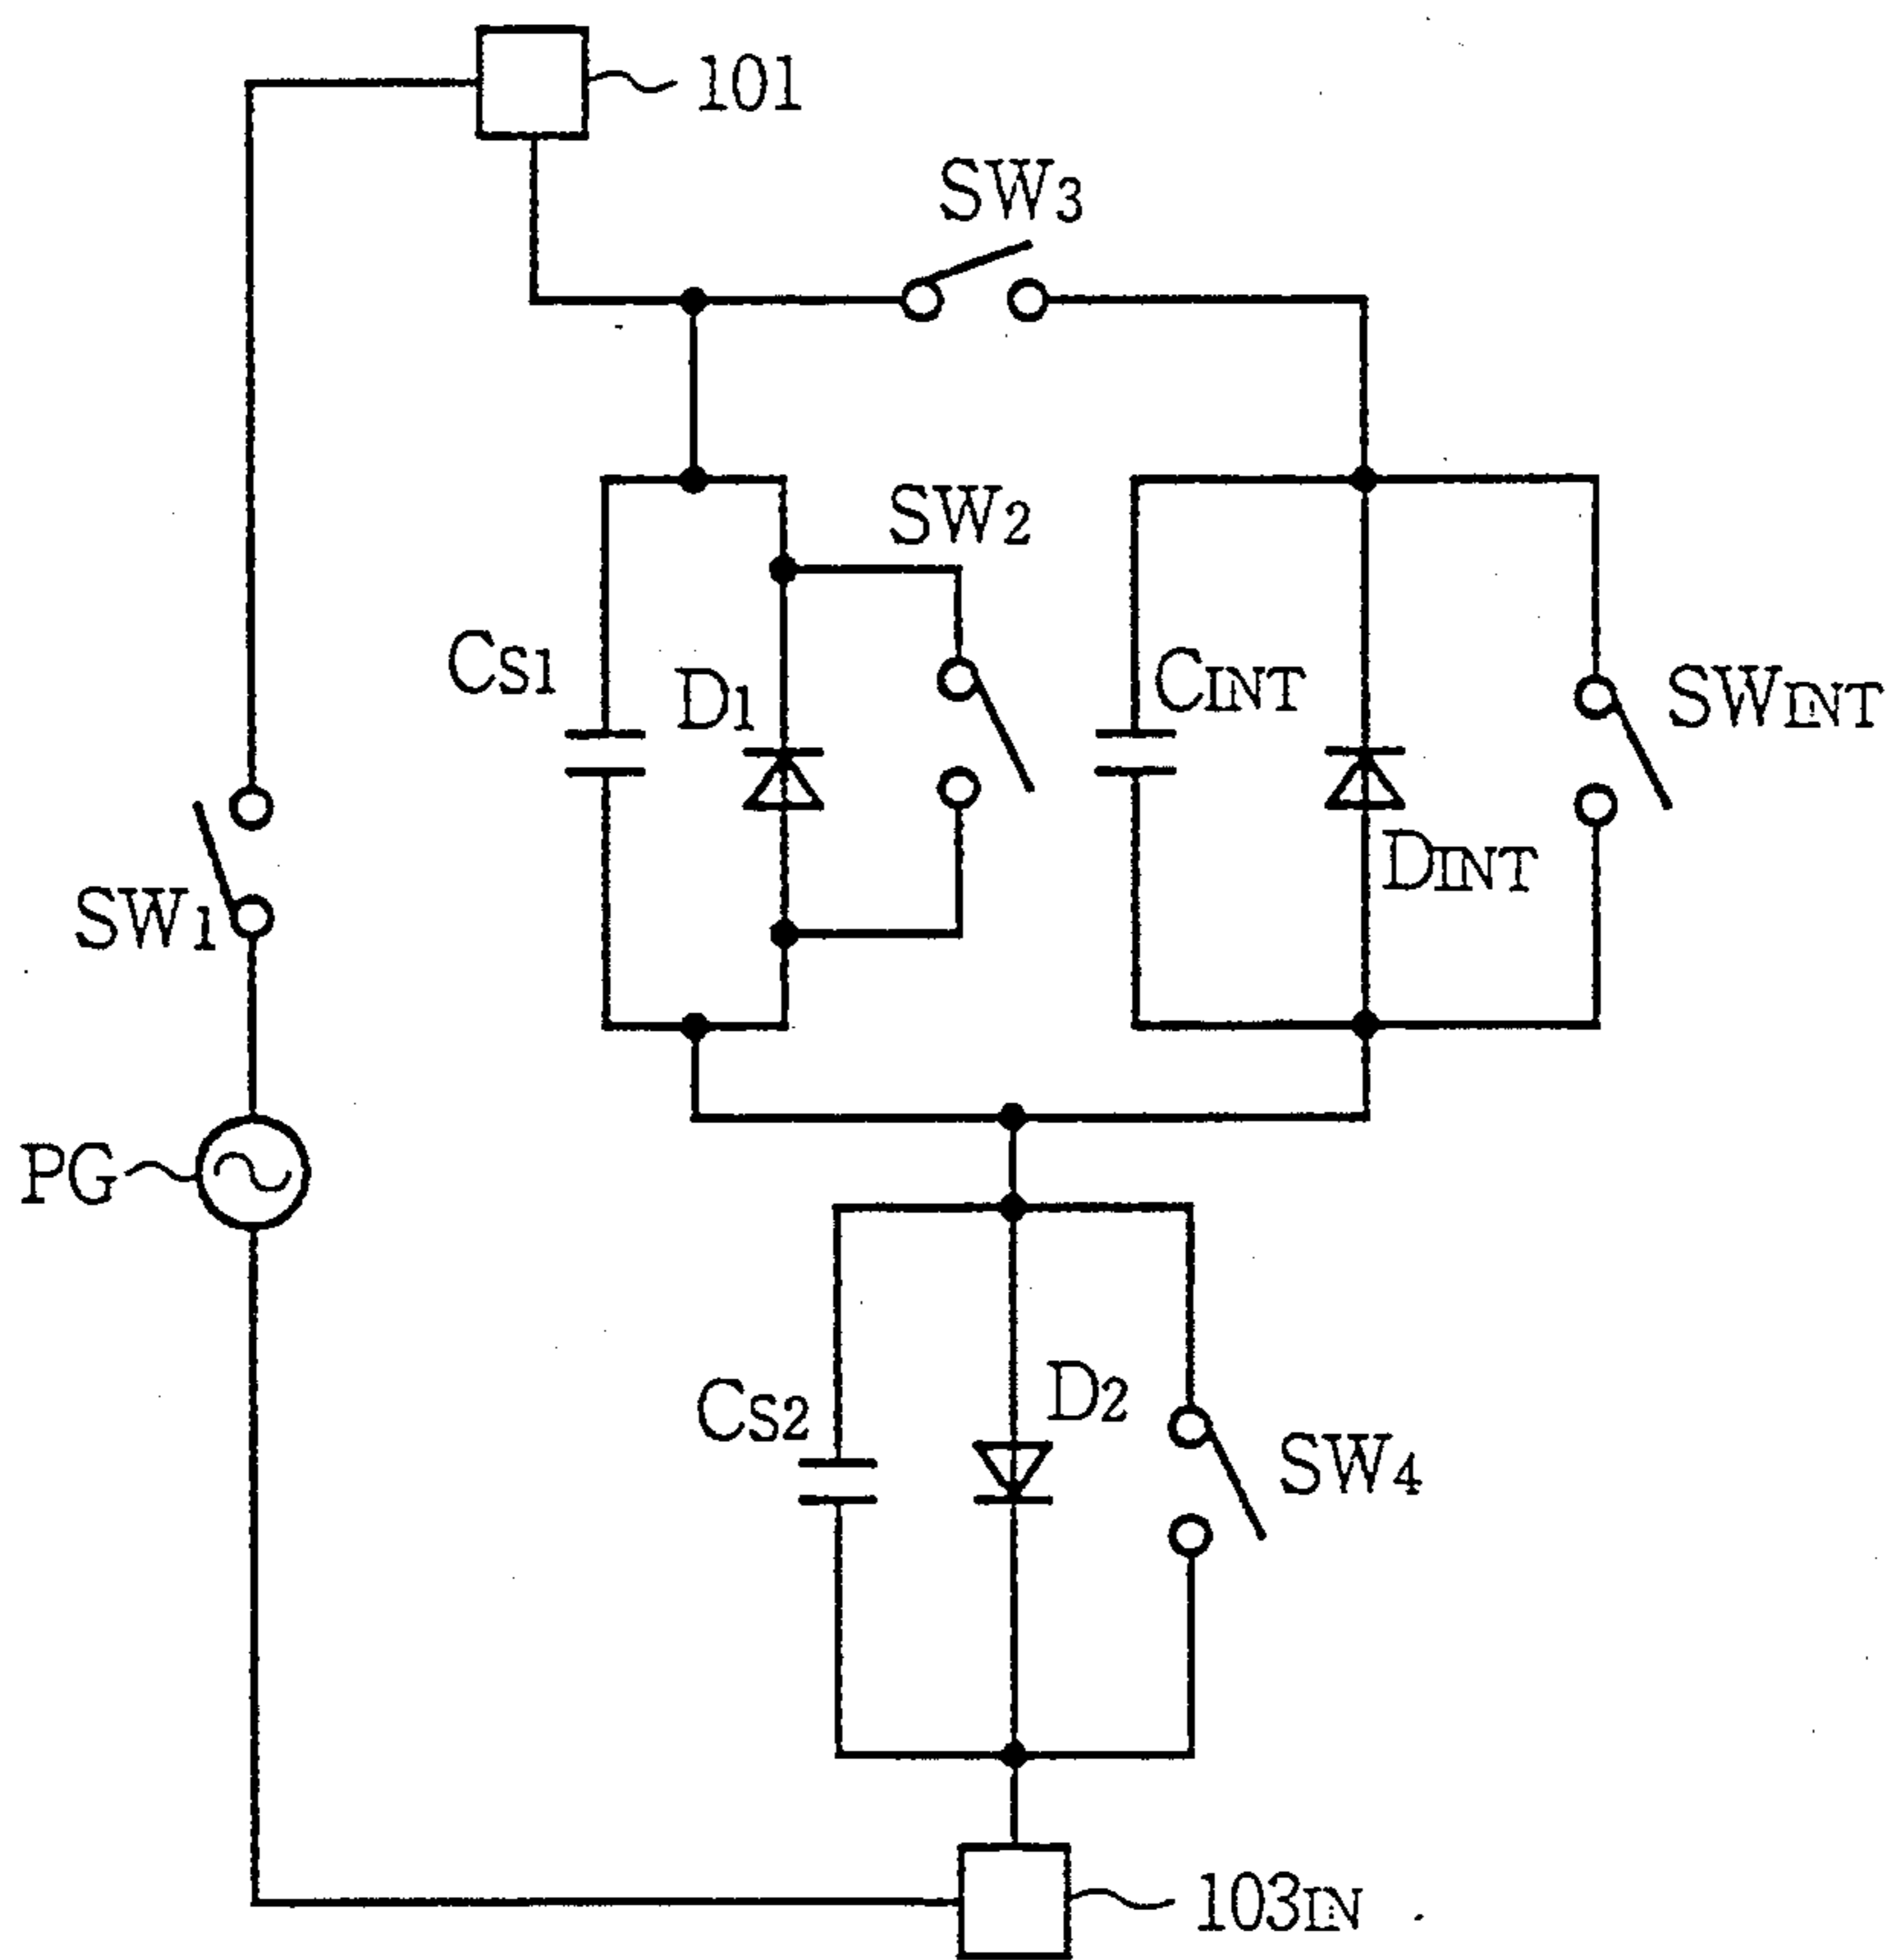 101
SW3
SW2
CS1
D1
CINT
SWINT
DINT
SW1
PG
D2
CS2
SW4
103IN